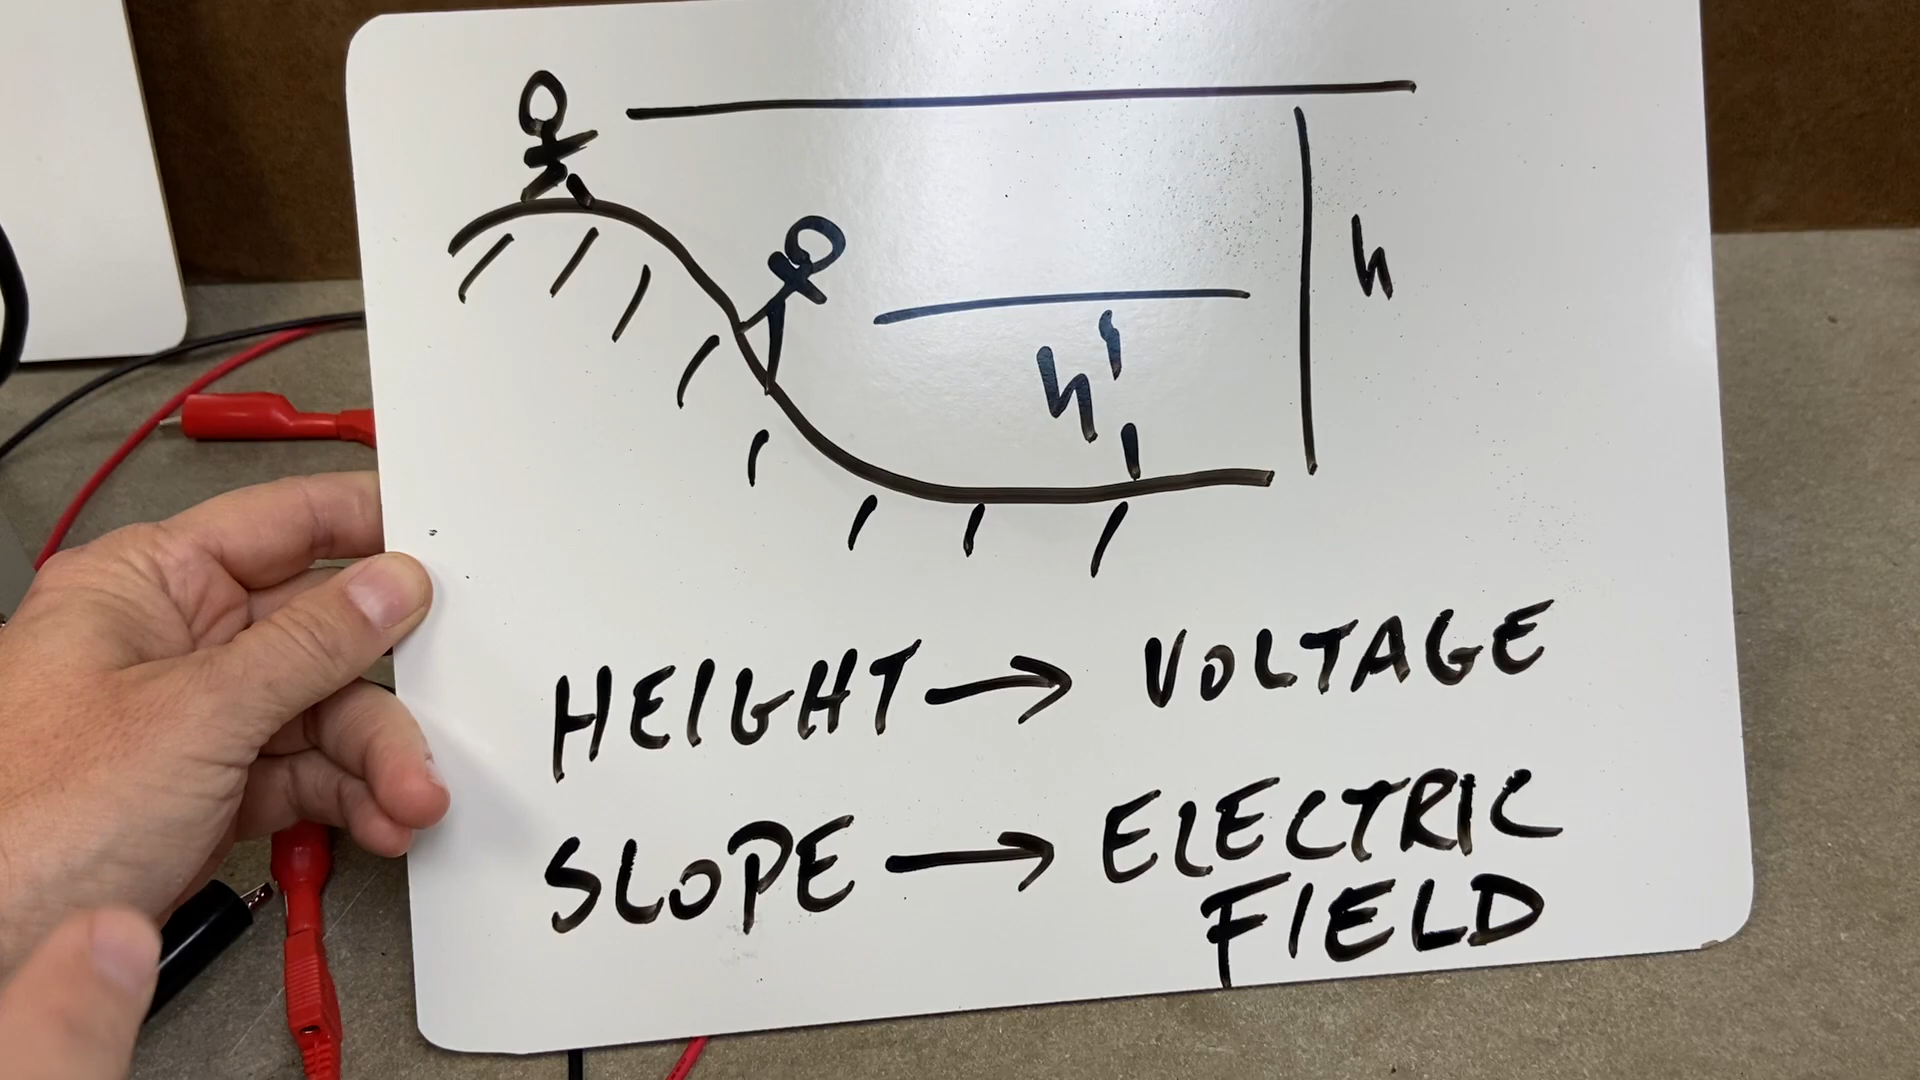 h
h'
HEIGHT → VOLTAGE
SLOPE → ELECTRIC
FIELD